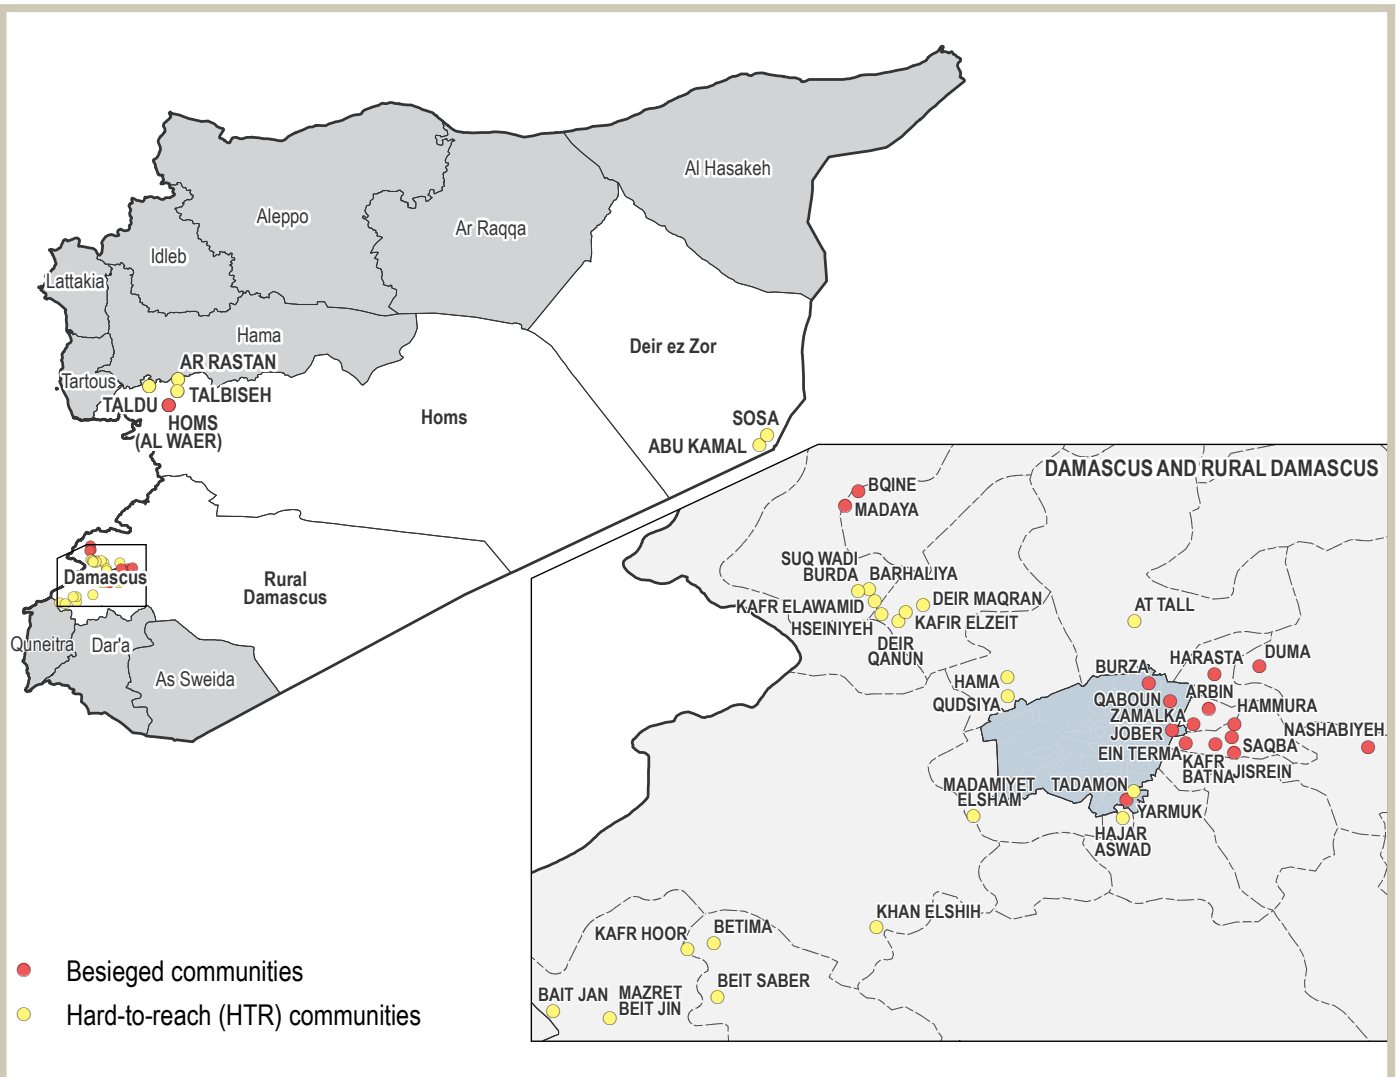 Al Hasakeh
Aleppo
Ar Raqqa
Idleb
Lattakia
Hama
Deir ez Zor
AR RASTAN
Tartous
TALBISEH
TALDU
HOMS
(AL WAER)
Homs
SOSA
ABU KAMAL
Damascus
Rural
Damascus
Quneitra
Dar'a
As Sweida
DAMASCUS AND RURAL DAMASCUS
BQINE
MADAYA
SUQ WADI
BURDA
BARHALIYA
KAFR ELAWAMID
DEIR MAQRAN
HSEINIYEH
KAFIR ELZEIT
DEIR
QANUN
AT TALL
BURZA
HARASTA
DUMA
HAMA
QUDSIYA
QABOUN
ARBIN
ZAMALKA
HAMMURA
JOBER
NASHABIYEH
EIN TERMA
SAQBA
KAFR
BATNA
JISREIN
MADAMIYET
ELSHAM
TADAMON
YARMUK
HAJAR
ASWAD
KHAN ELSHIH
KAFR HOOR
BETIMA
BEIT SABER
BAIT JAN
MAZRET
BEIT JIN
Besieged communities
Hard-to-reach (HTR) communities